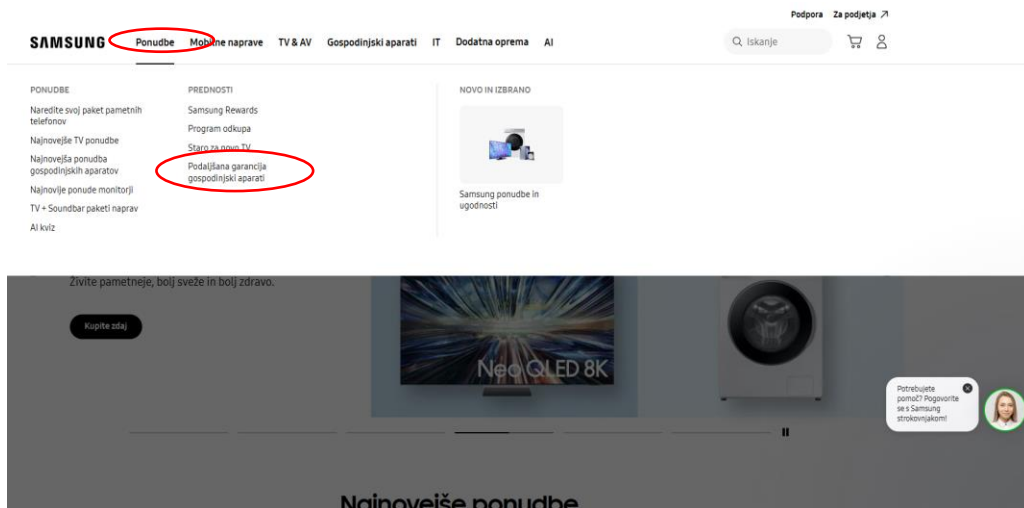 Podpora Za podjetja
SAMSUNG Ponudbe Mobilne naprave TV & AV Gospodinjski aparati IT Dodatna oprema AI Iskanje
PONUDBE
Naredite svoj paket pametnih
telefonov
Najnovejše TV ponudbe
Najnovejša ponudba
gospodinjskih aparatov
Najnovije ponude monitorji
TV + Soundbar paketi naprav
AI kviz
PREDNOSTI
Samsung Rewards
Program odkupa
Staro za novo TV
Podaljšana garancija
gospodinjski aparati
NOVO IN IZBRANO
Samsung ponudbe in
ugodnosti
Živite pametneje, bolj sveže in bolj zdravo.
Kupite zdaj
Neo QLED 8K
Potrebujete
pomoč? Pogovorite
se s Samsung
strokovnjakom!
Najnovejše ponudbe